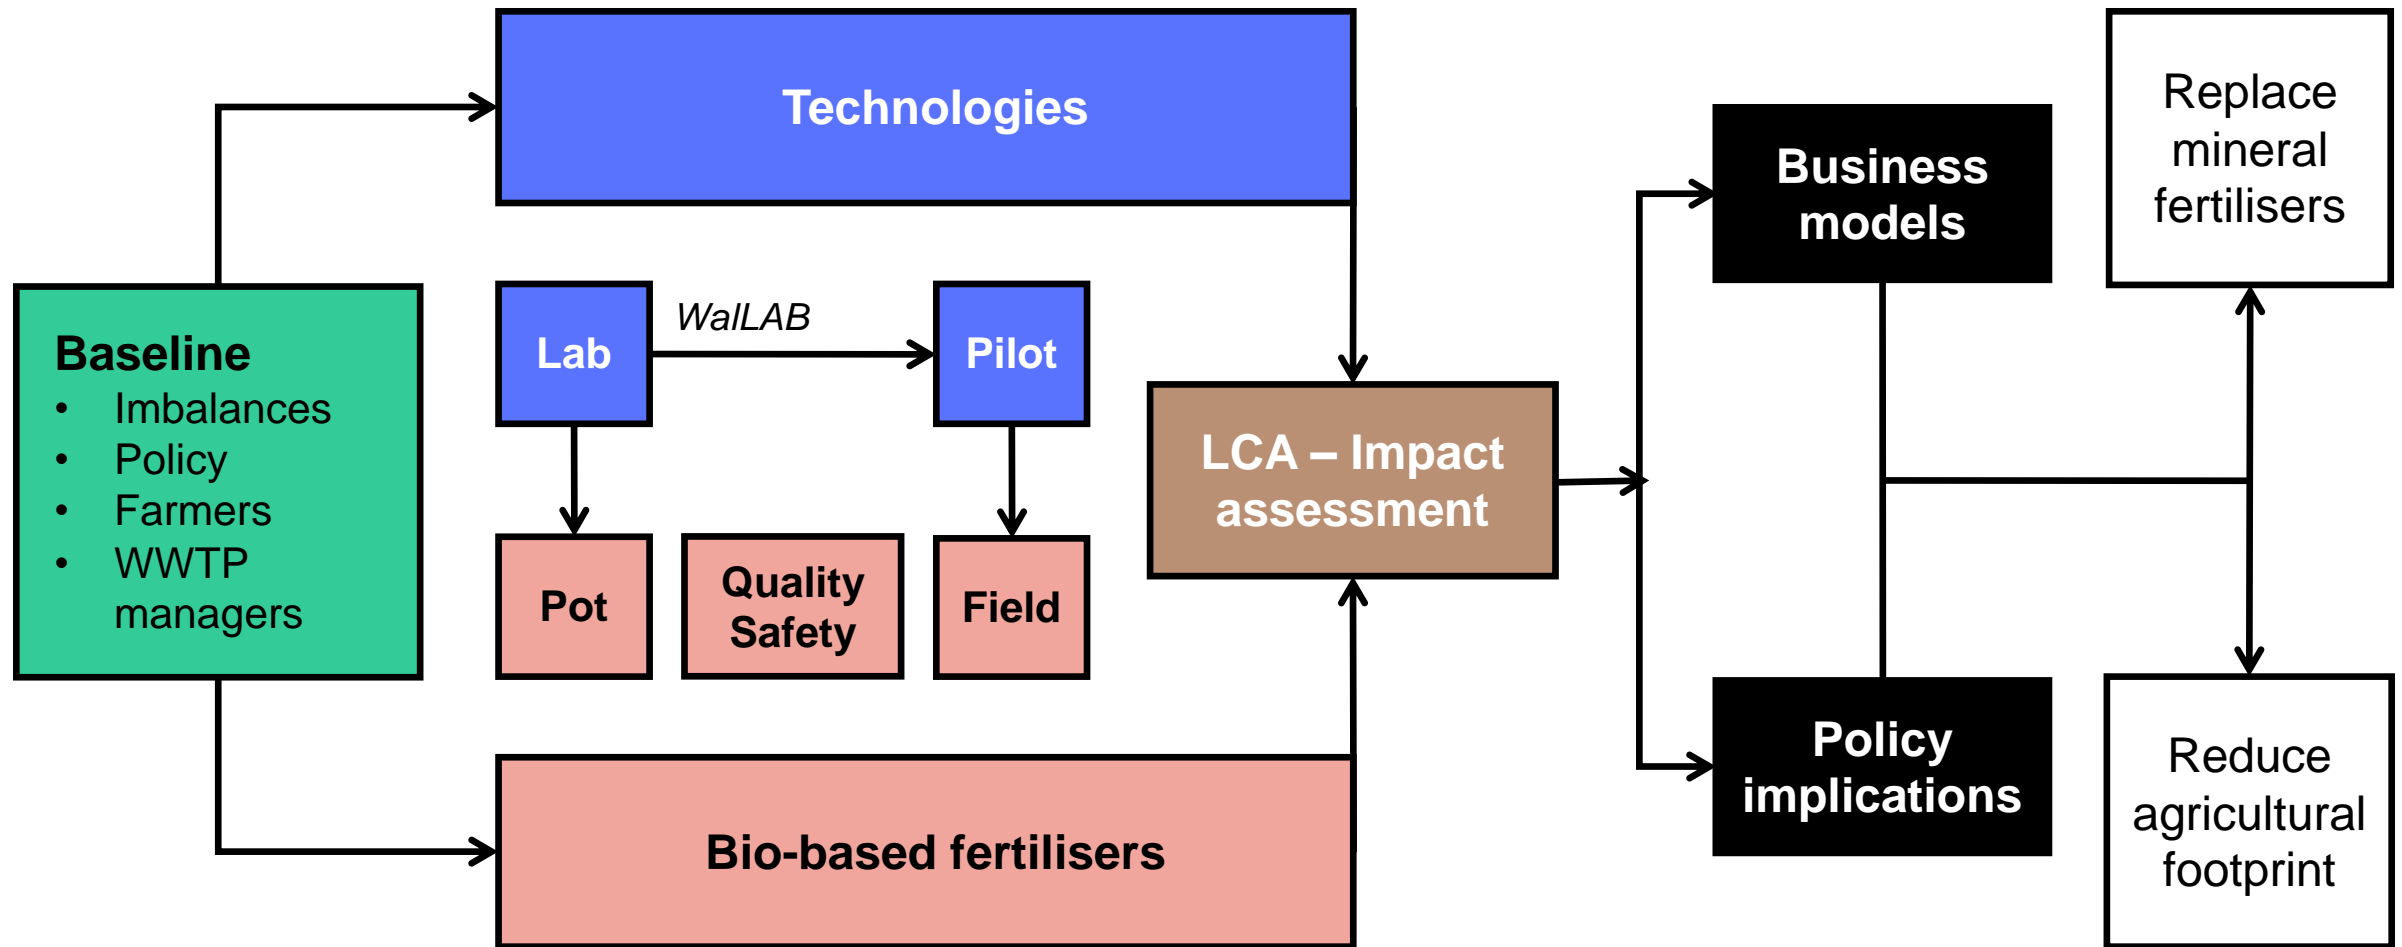 Technologies
Baseline
• Imbalances
• Policy
• Farmers
• WWTP
managers
Lab
WalLAB
Pilot
Pot
Quality
Safety
Field
Bio-based fertilisers
LCA – Impact
assessment
Business
models
Policy
implications
Replace
mineral
fertilisers
Reduce
agricultural
footprint